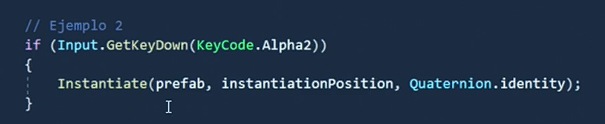 // Ejemplo 2
if (Input.GetKeyDown(KeyCode.Alpha2))
{
    Instantiate(prefab, instantiationPosition, Quaternion.identity);
}